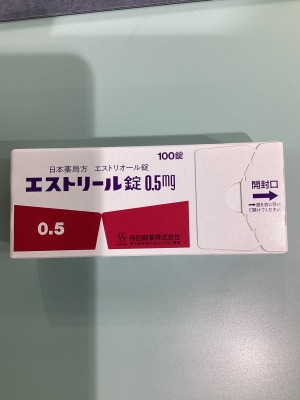 100錠
日本薬局方 エストリオール錠
エストリール錠 0.5mg
0.5
開封口
持田製薬株式会社